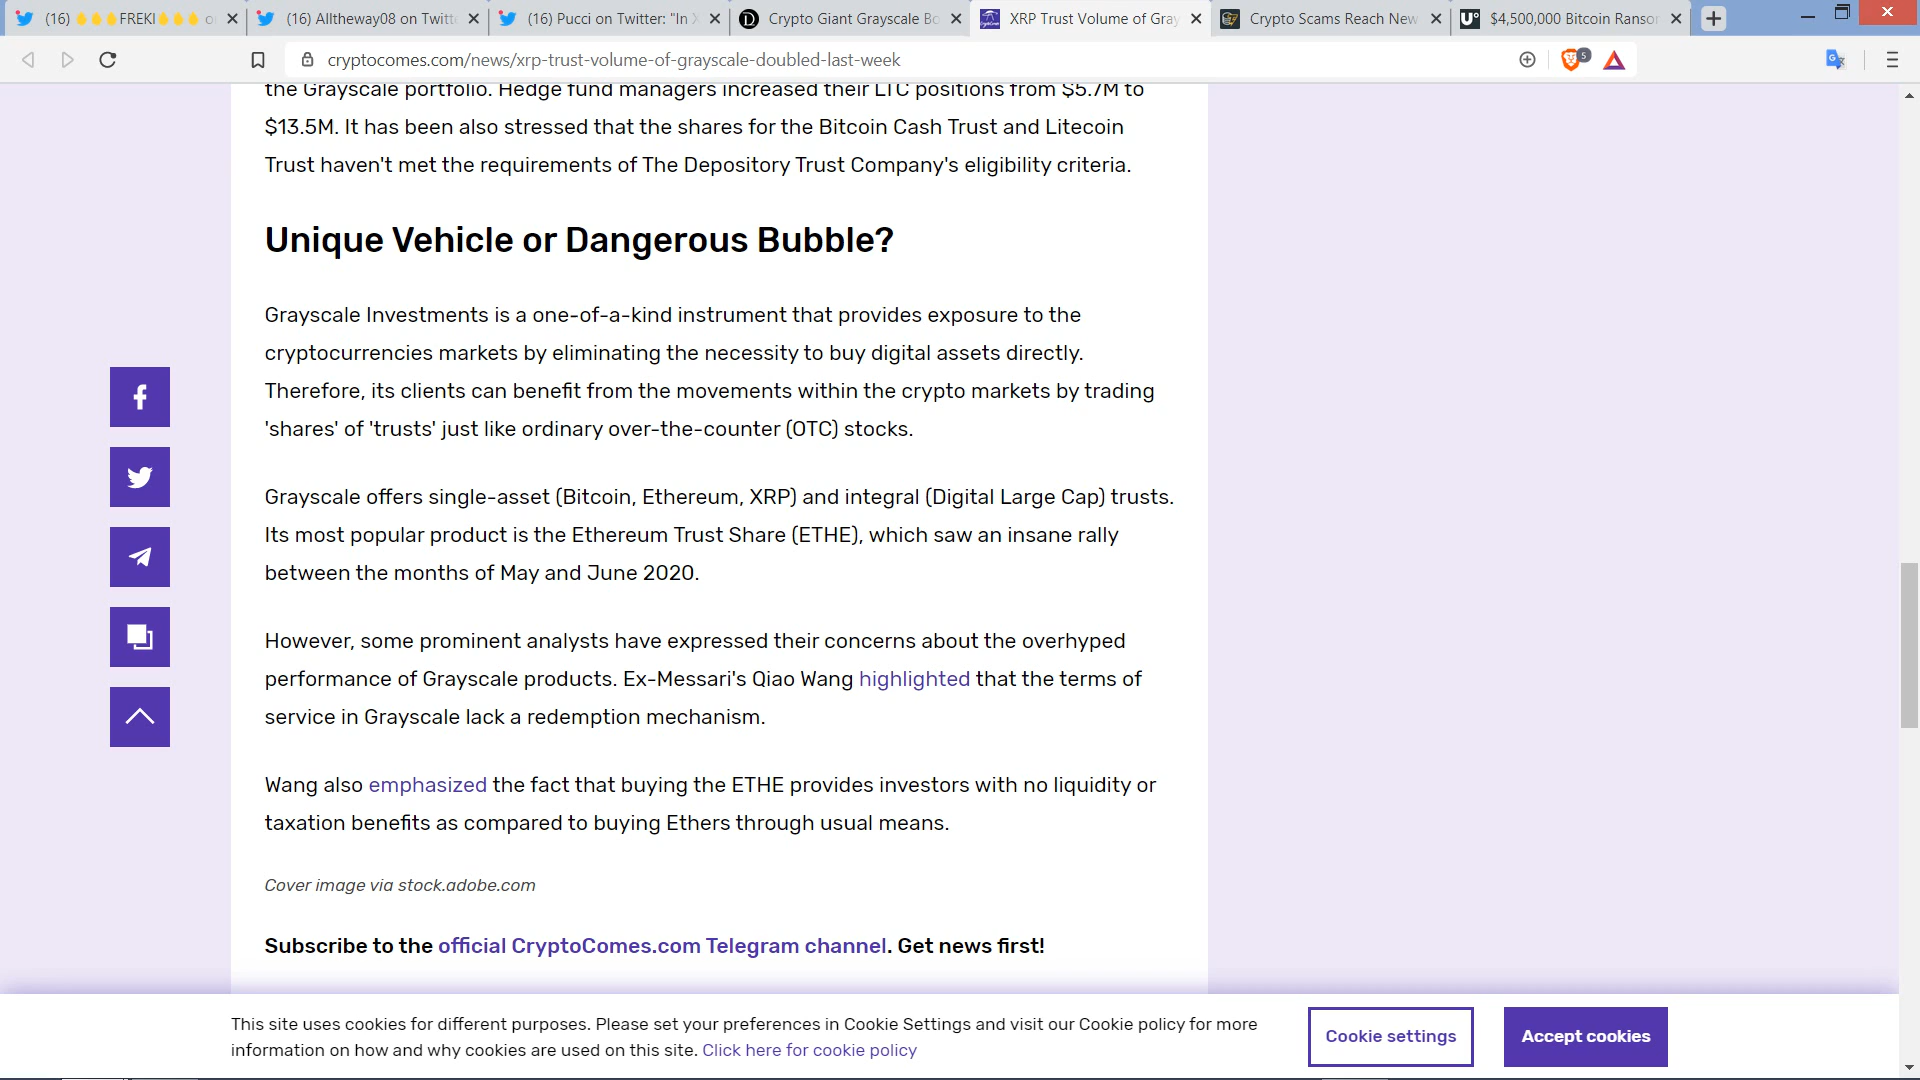 (16) 🔥🔥🔥FREKI🔥🔥🔥 o
(16) Alltheway08 on Twitt
(16) Pucci on Twitter: "In X
Crypto Giant Grayscale Bo
XRP Trust Volume of Gray
Crypto Scams Reach New
$4,500,000 Bitcoin Ranso
cryptocomes.com/news/xrp-trust-volume-of-grayscale-doubled-last-week
5
the Grayscale portfolio. Hedge fund managers increased their LTC positions from $5.7M to
$13.5M. It has been also stressed that the shares for the Bitcoin Cash Trust and Litecoin
Trust haven't met the requirements of The Depository Trust Company's eligibility criteria.
Unique Vehicle or Dangerous Bubble?
Grayscale Investments is a one-of-a-kind instrument that provides exposure to the
cryptocurrencies markets by eliminating the necessity to buy digital assets directly.
Therefore, its clients can benefit from the movements within the crypto markets by trading
'shares' of 'trusts' just like ordinary over-the-counter (OTC) stocks.
Grayscale offers single-asset (Bitcoin, Ethereum, XRP) and integral (Digital Large Cap) trusts.
Its most popular product is the Ethereum Trust Share (ETHE), which saw an insane rally
between the months of May and June 2020.
However, some prominent analysts have expressed their concerns about the overhyped
performance of Grayscale products. Ex-Messari's Qiao Wang highlighted that the terms of
service in Grayscale lack a redemption mechanism.
Wang also emphasized the fact that buying the ETHE provides investors with no liquidity or
taxation benefits as compared to buying Ethers through usual means.
Cover image via stock.adobe.com
Subscribe to the official CryptoComes.com Telegram channel. Get news first!
This site uses cookies for different purposes. Please set your preferences in Cookie Settings and visit our Cookie policy for more
information on how and why cookies are used on this site. Click here for cookie policy
Cookie settings
Accept cookies